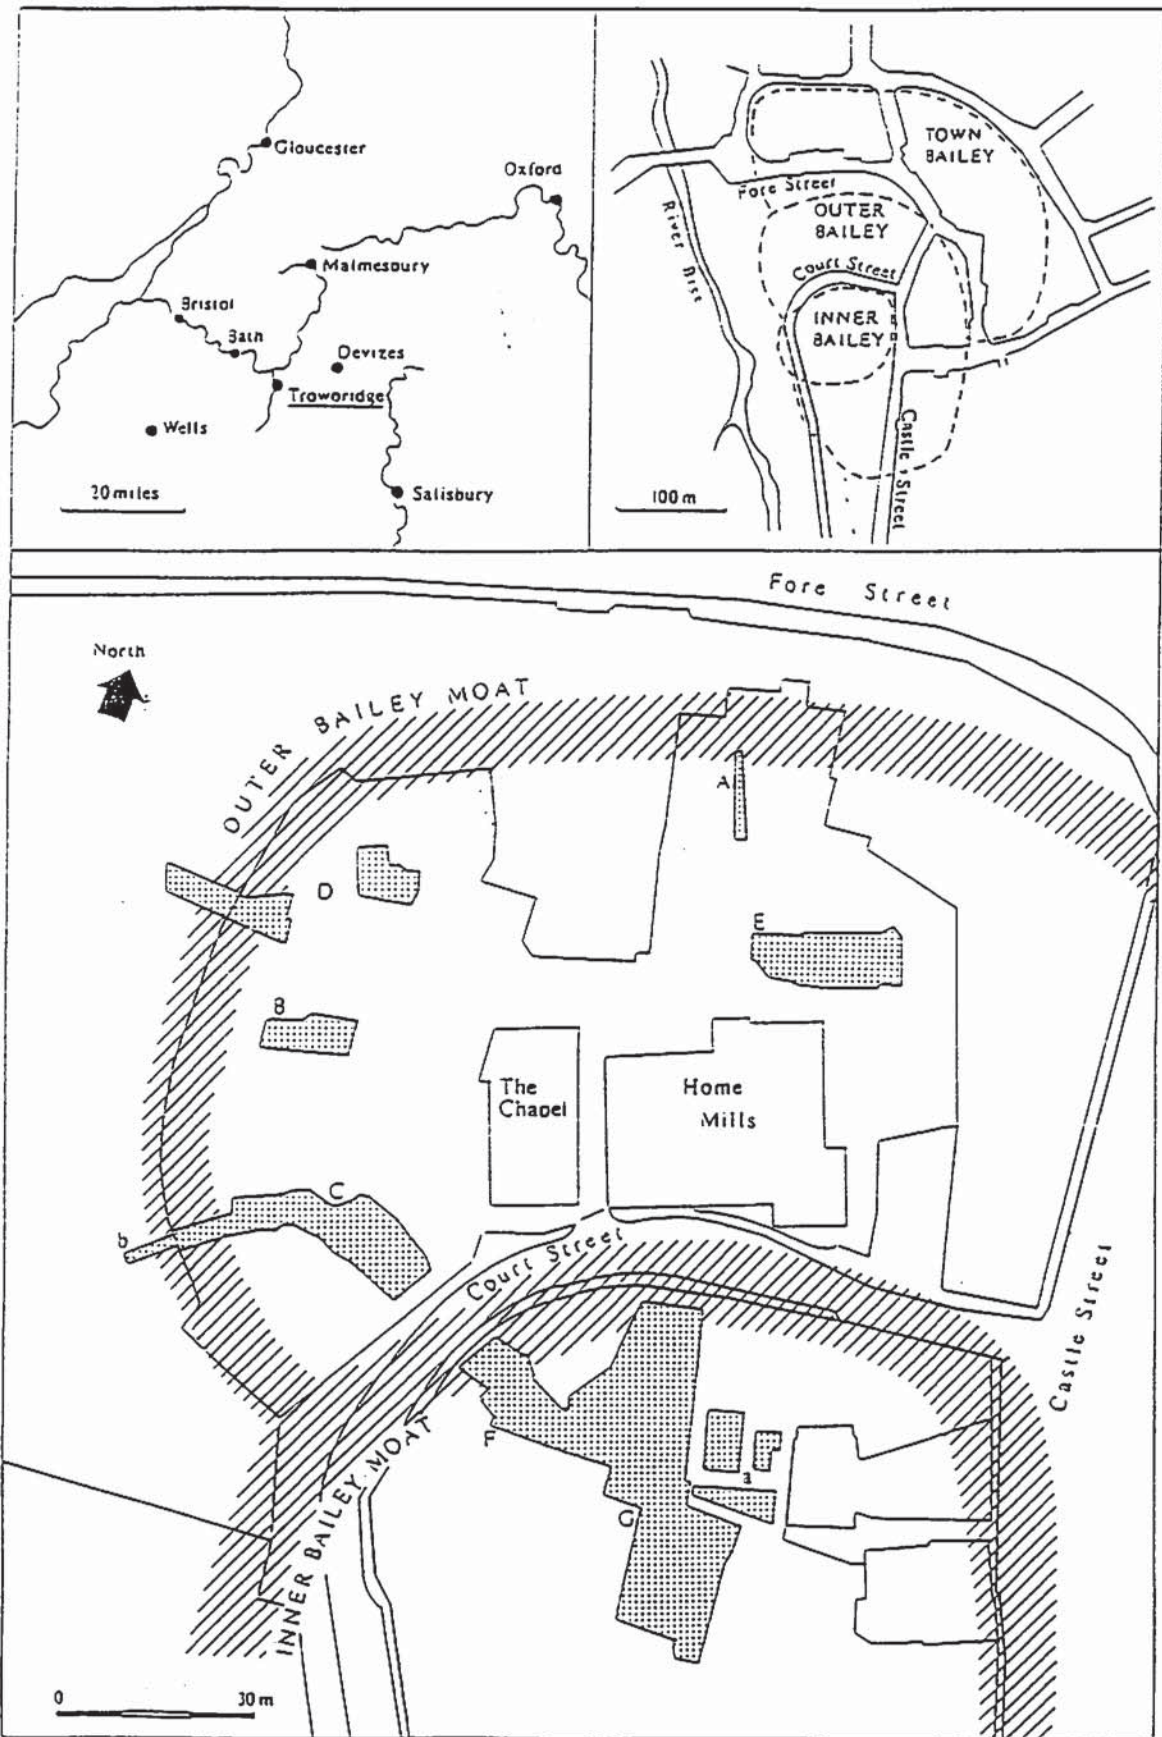 Gloucester
Oxford
Malmesbury
Bristol
Bath
Devizes
Trowbridge
Wells
20 miles
Salisbury
TOWN
BAILEY
Fore Street
OUTER
BAILEY
River Biss
Court Street
INNER
BAILEY
Castle Street
100 m
Fore Street
North
OUTER BAILEY MOAT
A
D
E
B
The
Chapel
Home
Mills
C
b
Court Street
Castle Street
F
a
G
INNER BAILEY MOAT
0 30 m